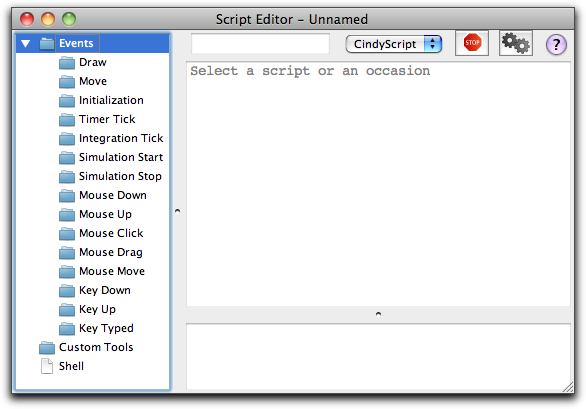 Script Editor – Unnamed
Events
CindyScript
STOP
?
Draw
Select a script or an occasion
Move
Initialization
Timer Tick
Integration Tick
Simulation Start
Simulation Stop
Mouse Down
Mouse Up
Mouse Click
Mouse Drag
Mouse Move
Key Down
Key Up
Key Typed
Custom Tools
Shell